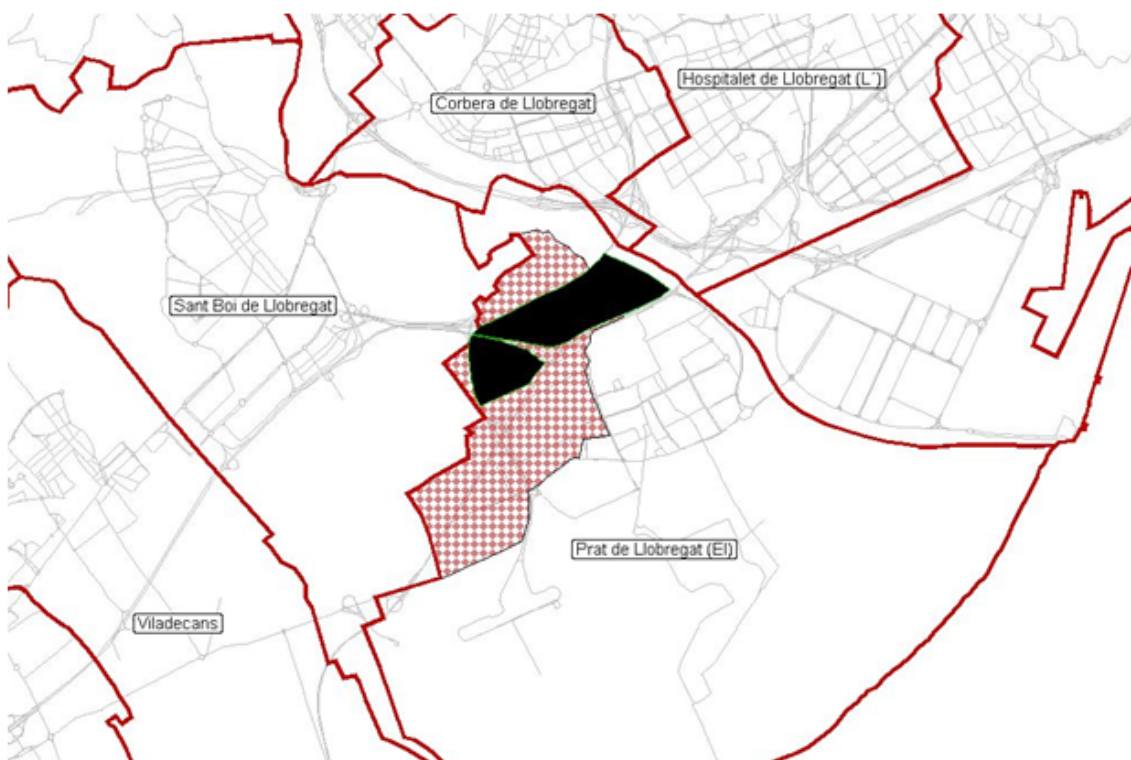 Hospitalet de Llobregat (L´)
Corbera de Llobregat
Sant Boi de Llobregat
Prat de Llobregat (El)
Viladecans